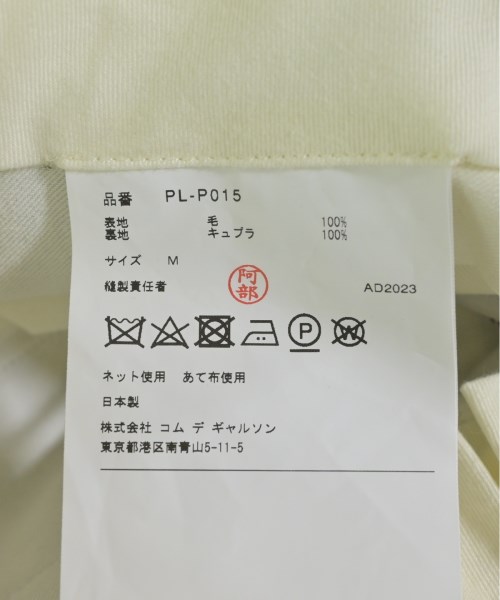 品番 PL-P015
表地 毛 100%
裏地 キュプラ 100%
サイズ M
縫製責任者 阿部 AD2023
P W
ネット使用 あて布使用
日本製
株式会社 コム デ ギャルソン
東京都港区南青山5-11-5